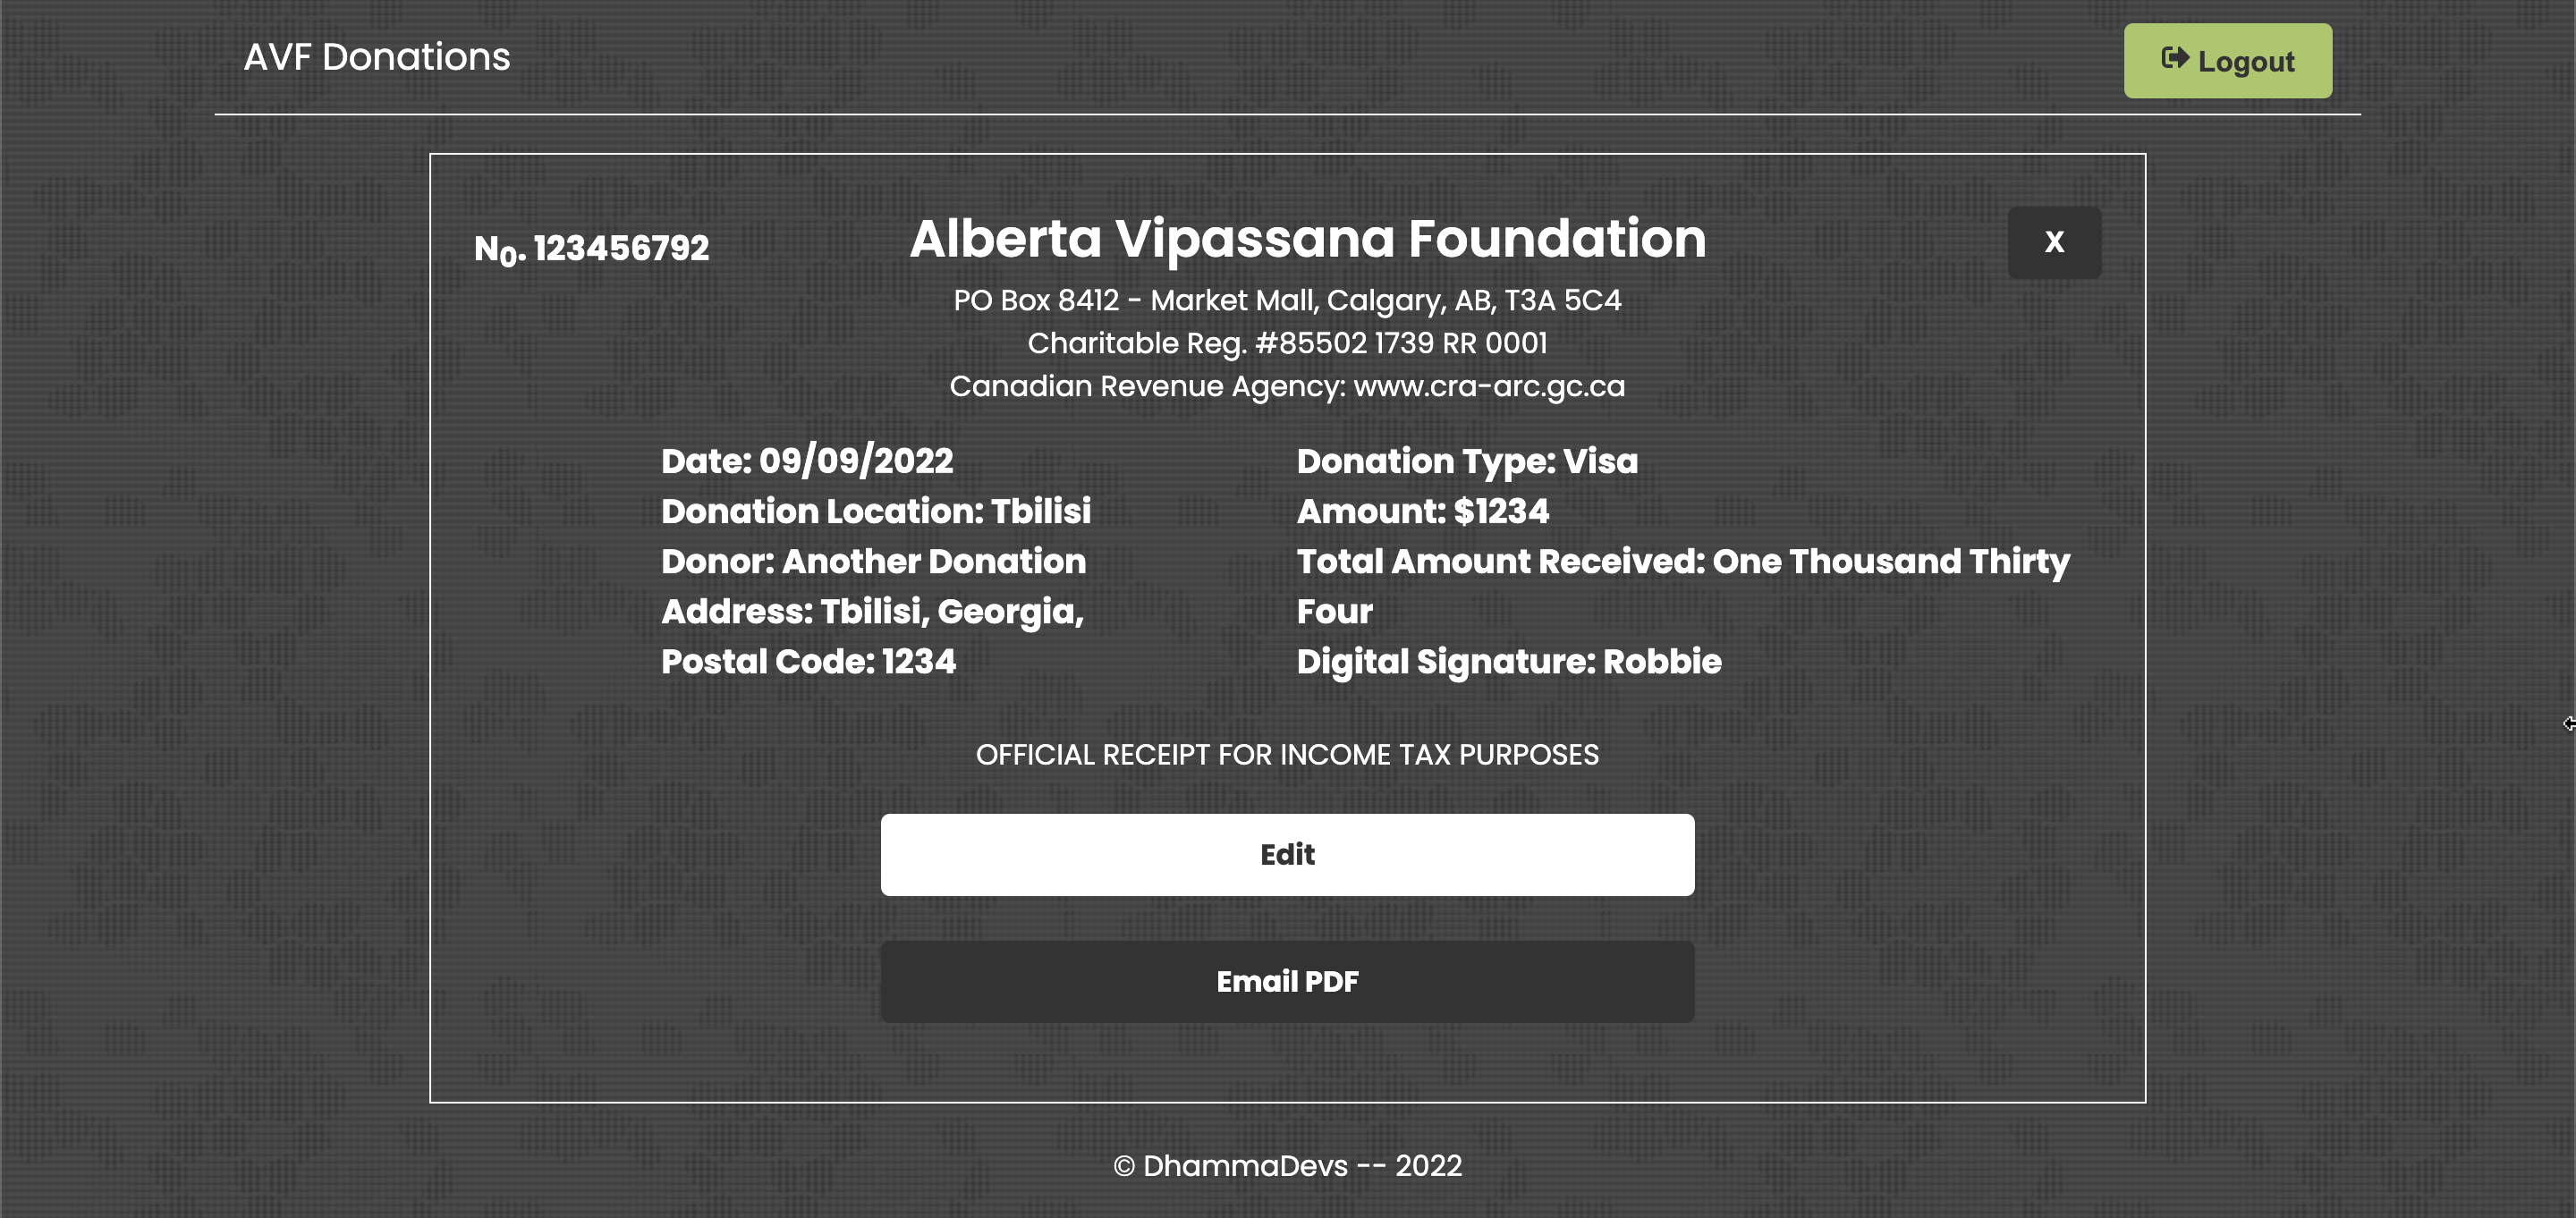 AVF Donations
Logout
No. 123456792
Alberta Vipassana Foundation
X
PO Box 8412 - Market Mall, Calgary, AB, T3A 5C4
Charitable Reg. #85502 1739 RR 0001
Canadian Revenue Agency: www.cra-arc.gc.ca
Date: 09/09/2022
Donation Location: Tbilisi
Donor: Another Donation
Address: Tbilisi, Georgia,
Postal Code: 1234
Donation Type: Visa
Amount: $1234
Total Amount Received: One Thousand Thirty
Four
Digital Signature: Robbie
OFFICIAL RECEIPT FOR INCOME TAX PURPOSES
Edit
Email PDF
© DhammaDevs -- 2022